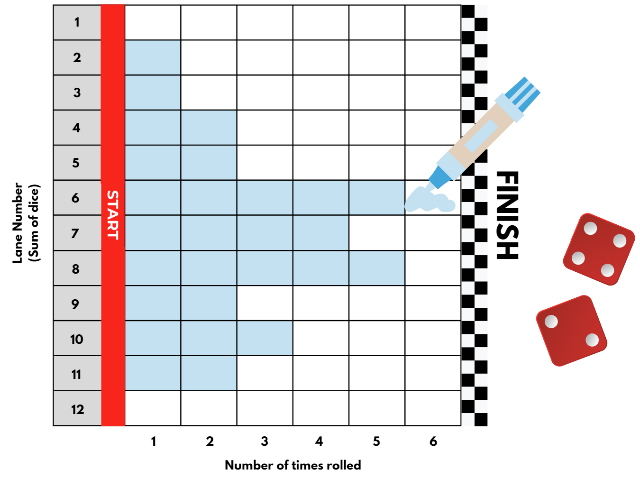 1
2
3
4
5
6
7
8
9
10
11
12
Lane Number
(Sum of dice)
START
FINISH
1 2 3 4 5 6
Number of times rolled